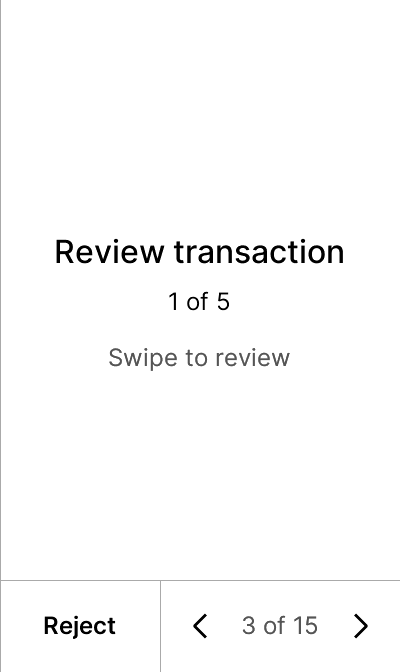 Review transaction
1 of 5
Swipe to review
Reject
3 of 15